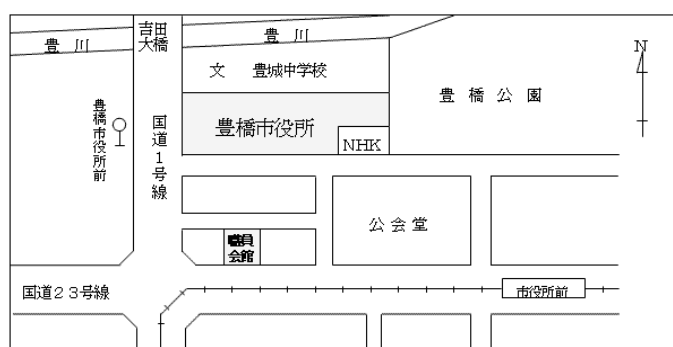 吉田
大橋
豊 川
豊 川
N
文 豊城中学校
豊橋公園
豊橋市役所前
国道1号線
豊橋市役所
NHK
公会堂
職員
会館
国道23号線
市役所前